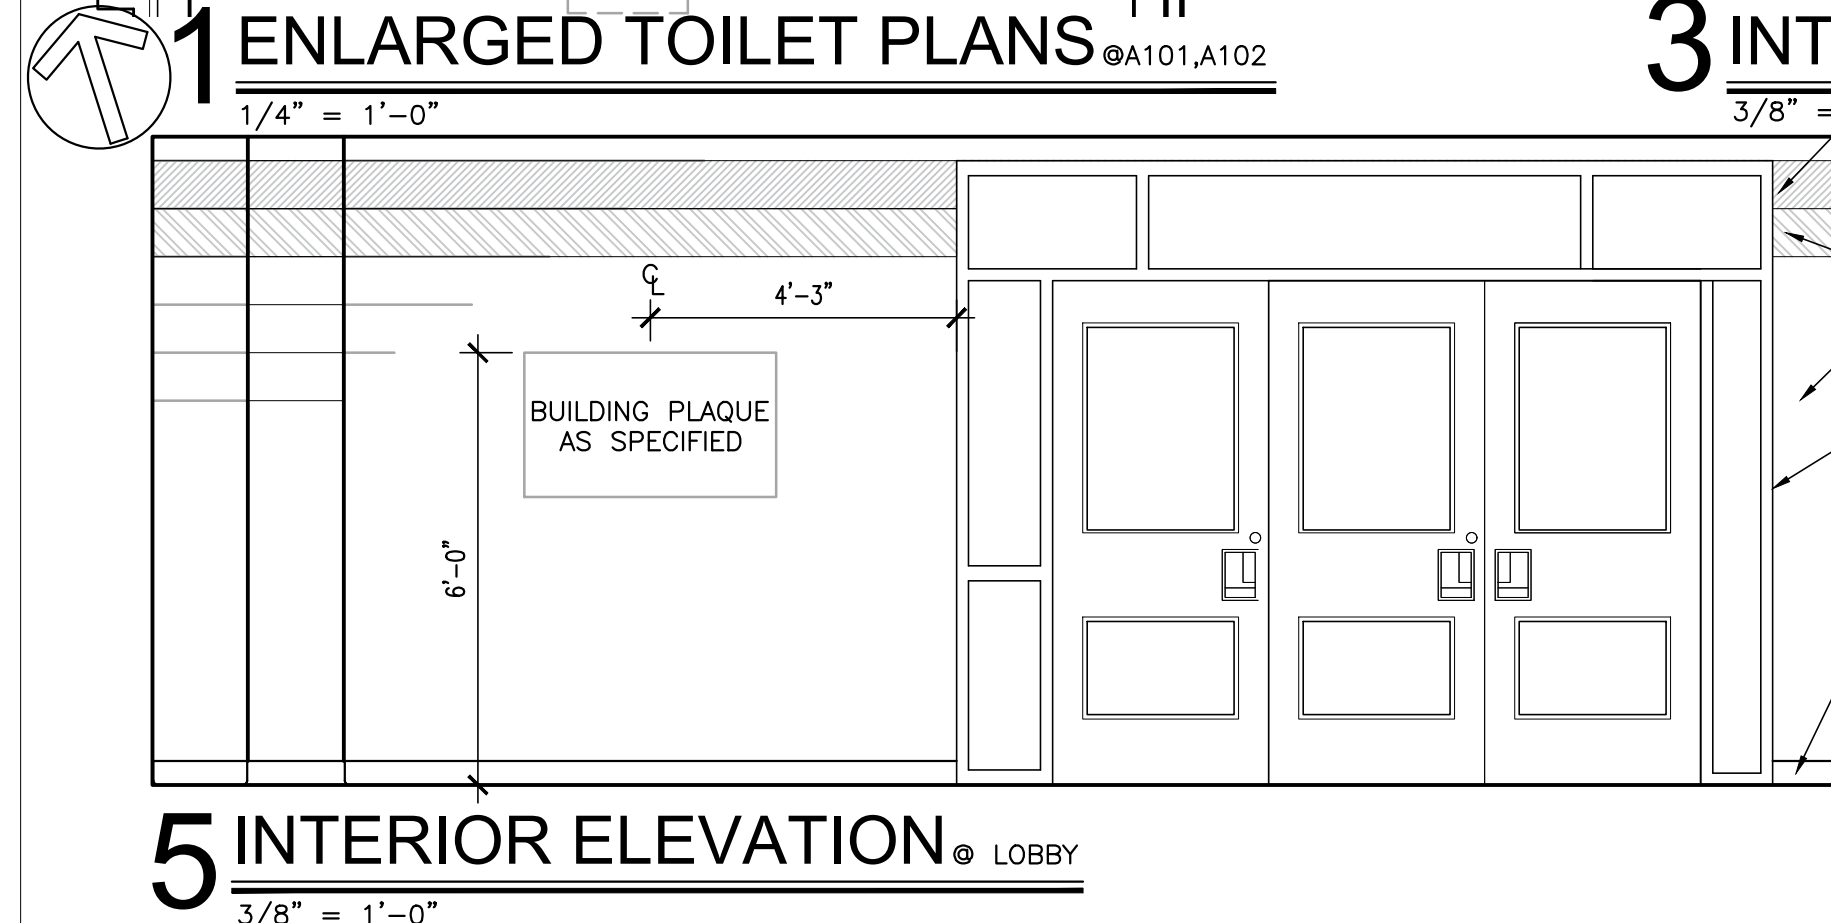 1 ENLARGED TOILET PLANS @A101,A102
1/4" = 1'-0"
3 INT
3/8" =
℄
4'-3"
BUILDING PLAQUE
AS SPECIFIED
6'-0"
5 INTERIOR ELEVATION @ LOBBY
3/8" = 1'-0"